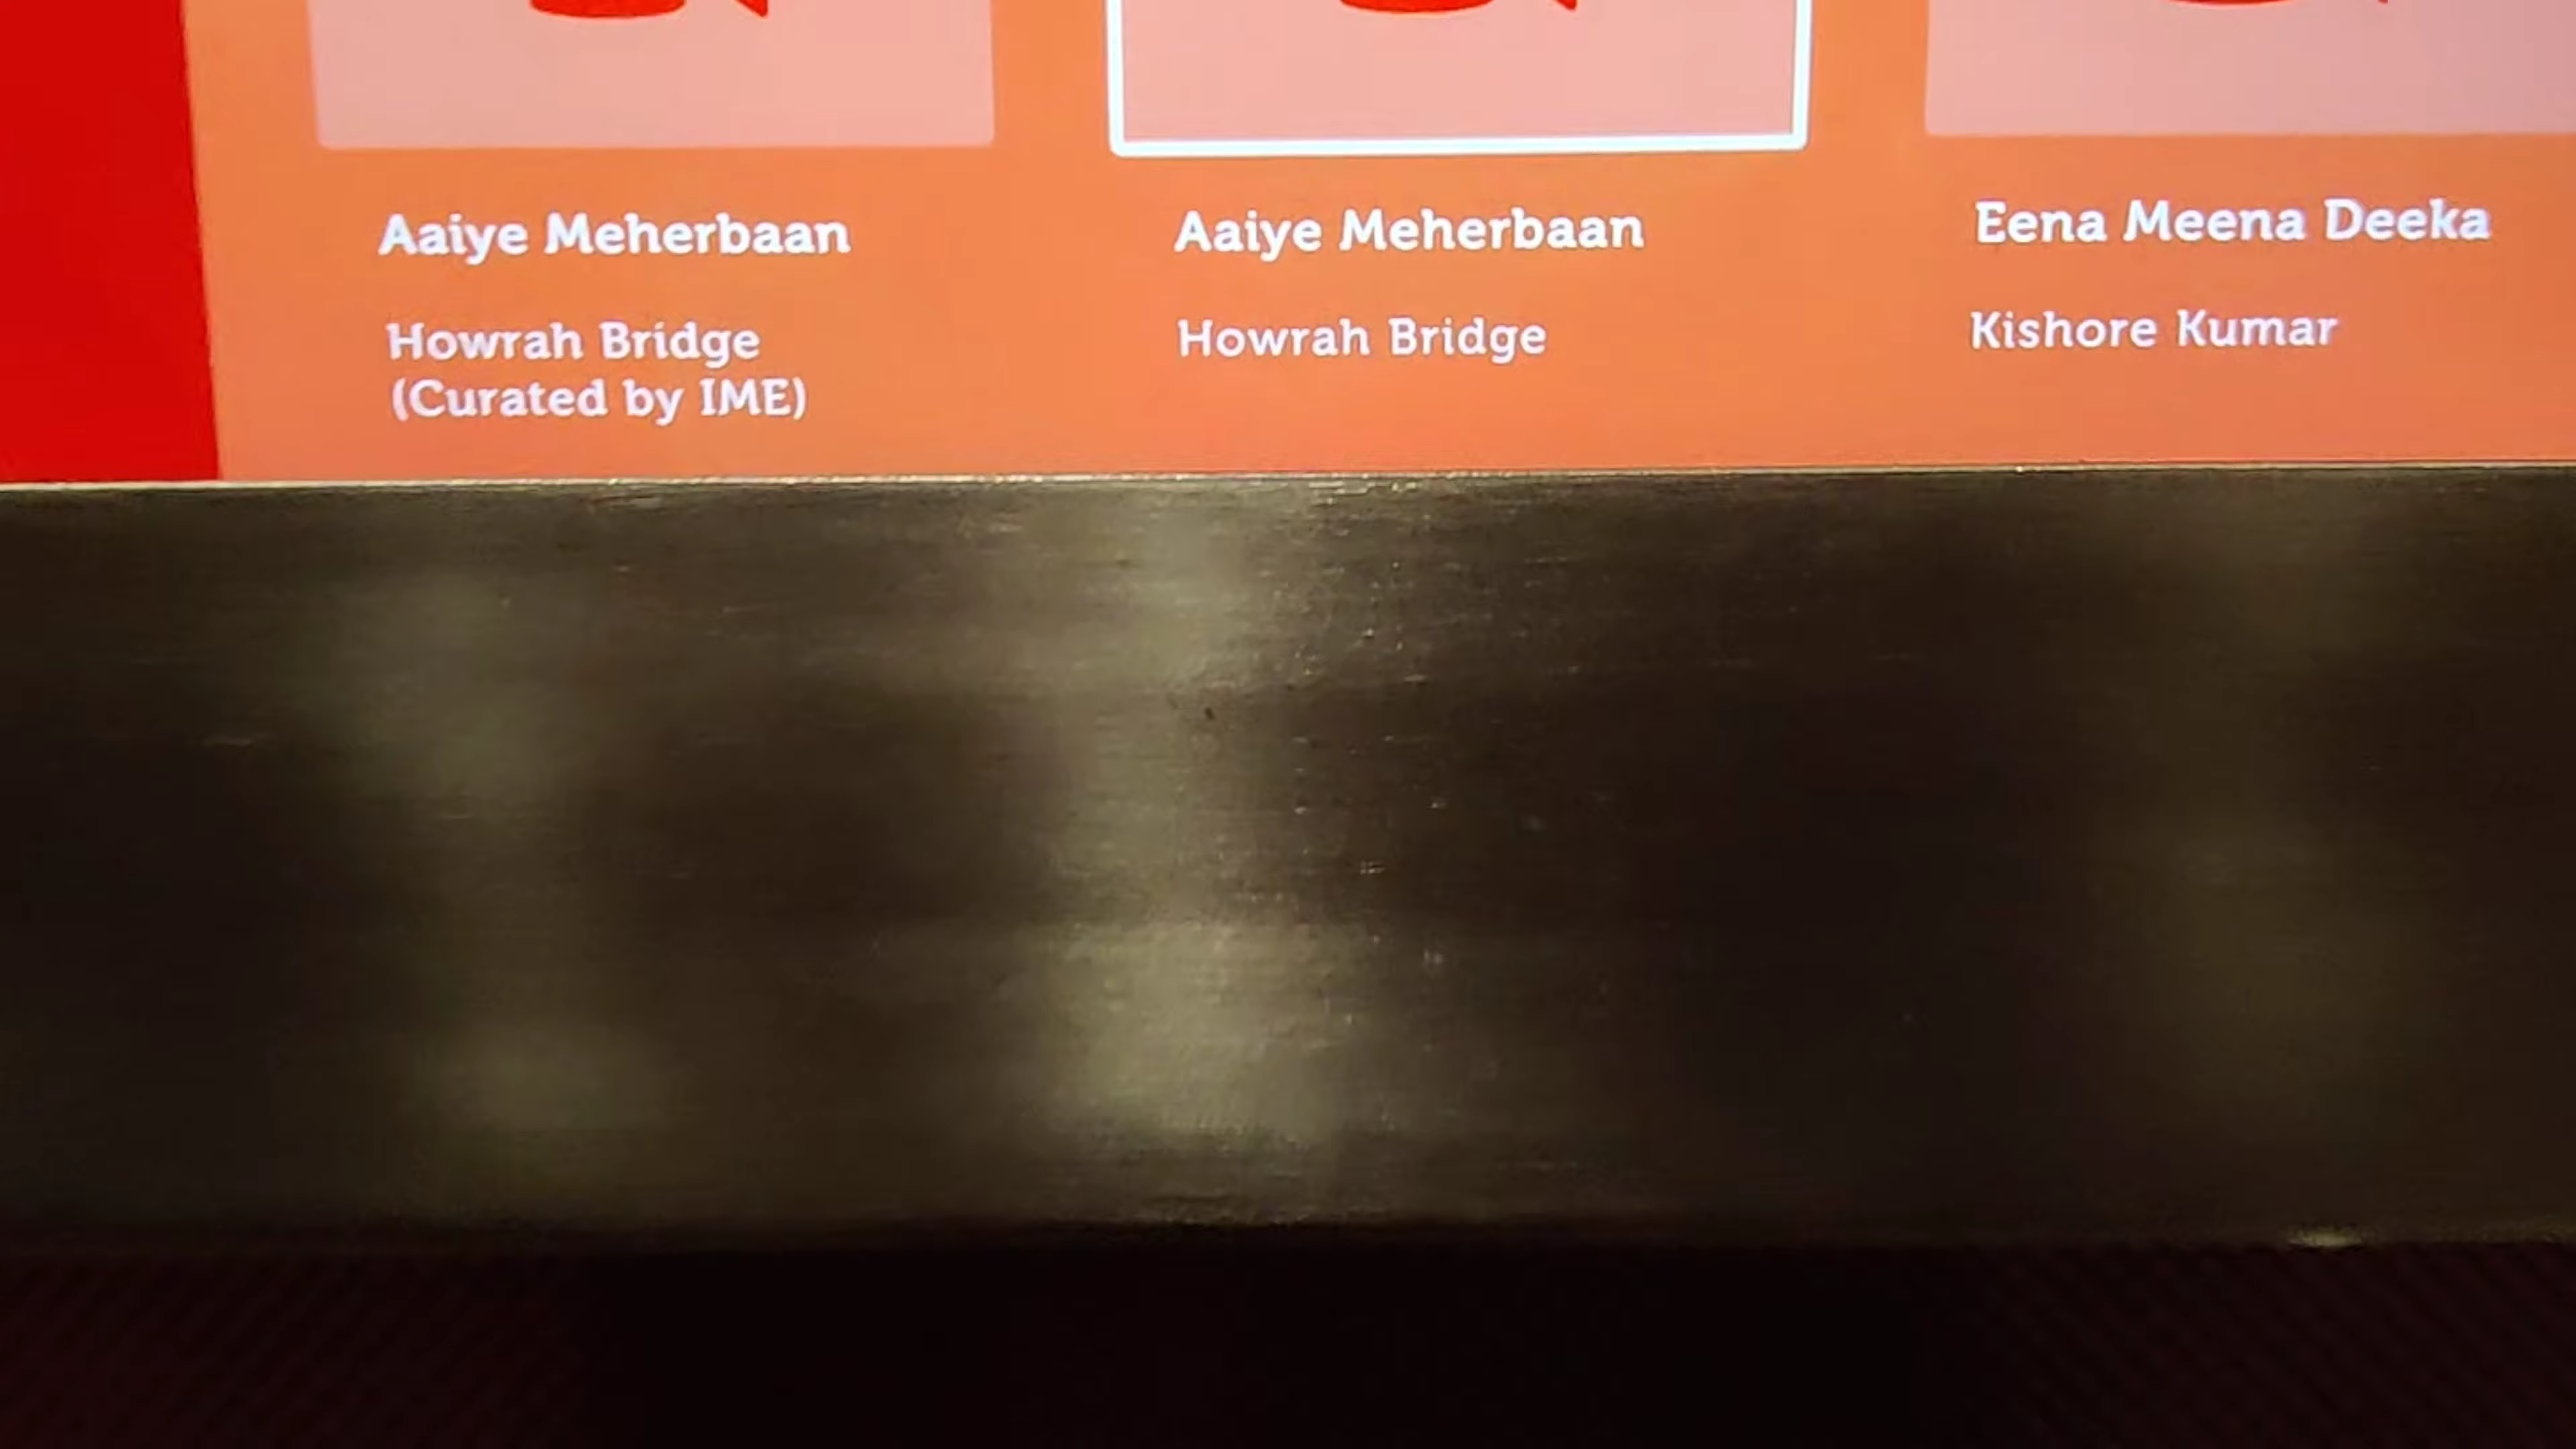 Aaiye Meherbaan
Howrah Bridge
(Curated by IME)
Aaiye Meherbaan
Howrah Bridge
Eena Meena Deeka
Kishore Kumar